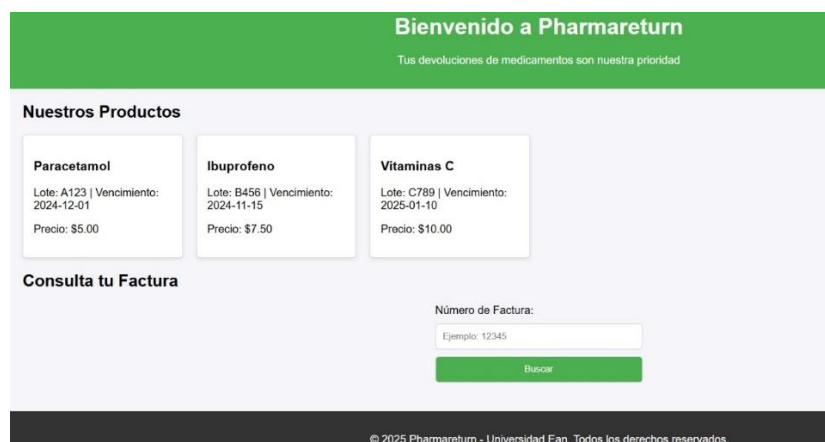 Bienvenido a Pharmareturn
Tus devoluciones de medicamentos son nuestra prioridad
Nuestros Productos
Paracetamol
Lote: A123 | Vencimiento:
2024-12-01
Precio: $5.00
Ibuprofeno
Lote: B456 | Vencimiento:
2024-11-15
Precio: $7.50
Vitaminas C
Lote: C789 | Vencimiento:
2025-01-10
Precio: $10.00
Consulta tu Factura
Número de Factura:
Ejemplo: 12345
Buscar
© 2025 Pharmareturn - Universidad Ean. Todos los derechos reservados